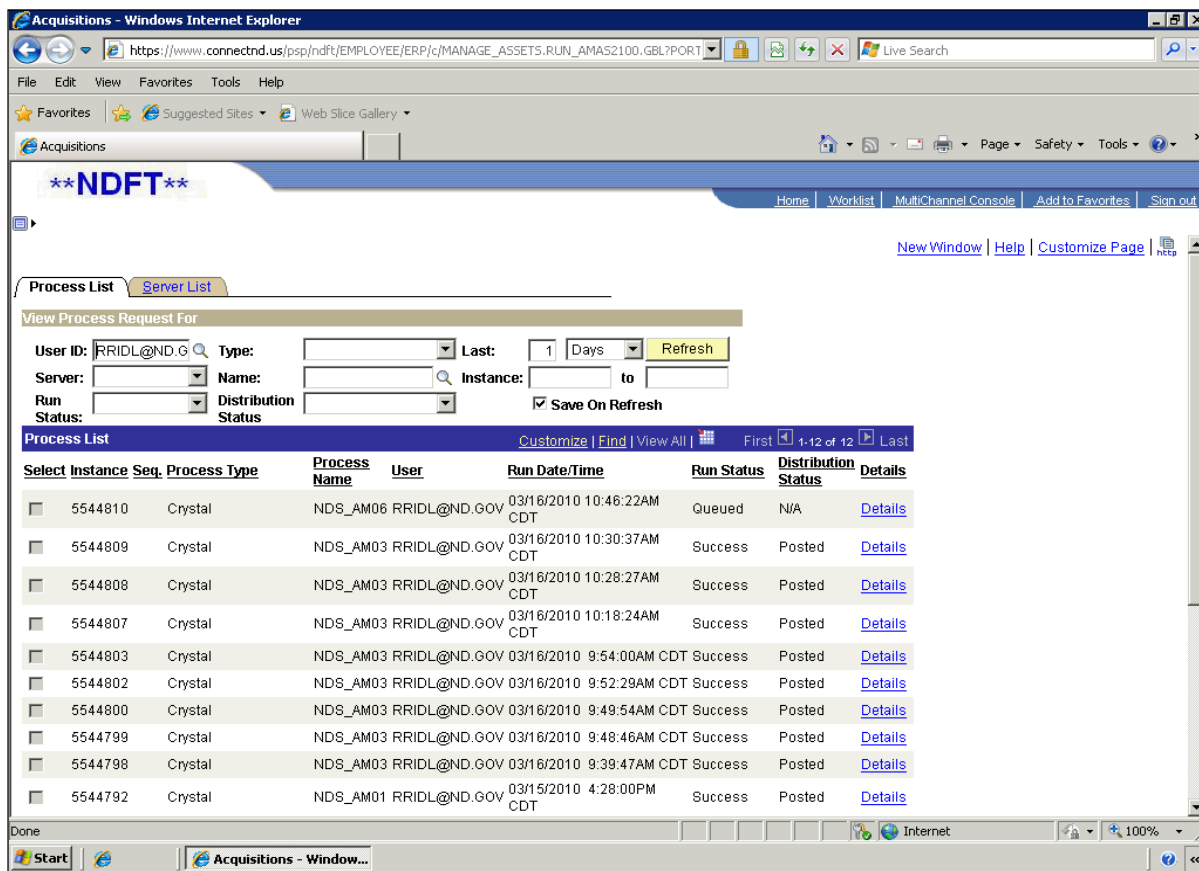 Acquisitions - Windows Internet Explorer
https://www.connectnd.us/psp/ndft/EMPLOYEE/ERP/c/MANAGE_ASSETS.RUN_AMAS2100.GBL?PORT
Live Search
File Edit View Favorites Tools Help
Favorites Suggested Sites Web Slice Gallery
Acquisitions Page Safety Tools
**NDFT**
Home | Worklist | MultiChannel Console | Add to Favorites | Sign out
New Window | Help | Customize Page | http
Process List Server List
View Process Request For
User ID: RRIDL@ND.G Type: Last: 1 Days Refresh
Server: Name: Instance: to
Run Status: Distribution Status Save On Refresh
Process List Customize | Find | View All | First 1-12 of 12 Last
Select Instance Seq. Process Type Process Name User Run Date/Time Run Status Distribution Status Details
5544810 Crystal NDS_AM06 RRIDL@ND.GOV 03/16/2010 10:46:22AM CDT Queued N/A Details
5544809 Crystal NDS_AM03 RRIDL@ND.GOV 03/16/2010 10:30:37AM CDT Success Posted Details
5544808 Crystal NDS_AM03 RRIDL@ND.GOV 03/16/2010 10:28:27AM CDT Success Posted Details
5544807 Crystal NDS_AM03 RRIDL@ND.GOV 03/16/2010 10:18:24AM CDT Success Posted Details
5544803 Crystal NDS_AM03 RRIDL@ND.GOV 03/16/2010 9:54:00AM CDT Success Posted Details
5544802 Crystal NDS_AM03 RRIDL@ND.GOV 03/16/2010 9:52:29AM CDT Success Posted Details
5544800 Crystal NDS_AM03 RRIDL@ND.GOV 03/16/2010 9:49:54AM CDT Success Posted Details
5544799 Crystal NDS_AM03 RRIDL@ND.GOV 03/16/2010 9:48:46AM CDT Success Posted Details
5544798 Crystal NDS_AM03 RRIDL@ND.GOV 03/16/2010 9:39:47AM CDT Success Posted Details
5544792 Crystal NDS_AM01 RRIDL@ND.GOV 03/15/2010 4:28:00PM CDT Success Posted Details
Done Internet 100%
Start Acquisitions - Window...